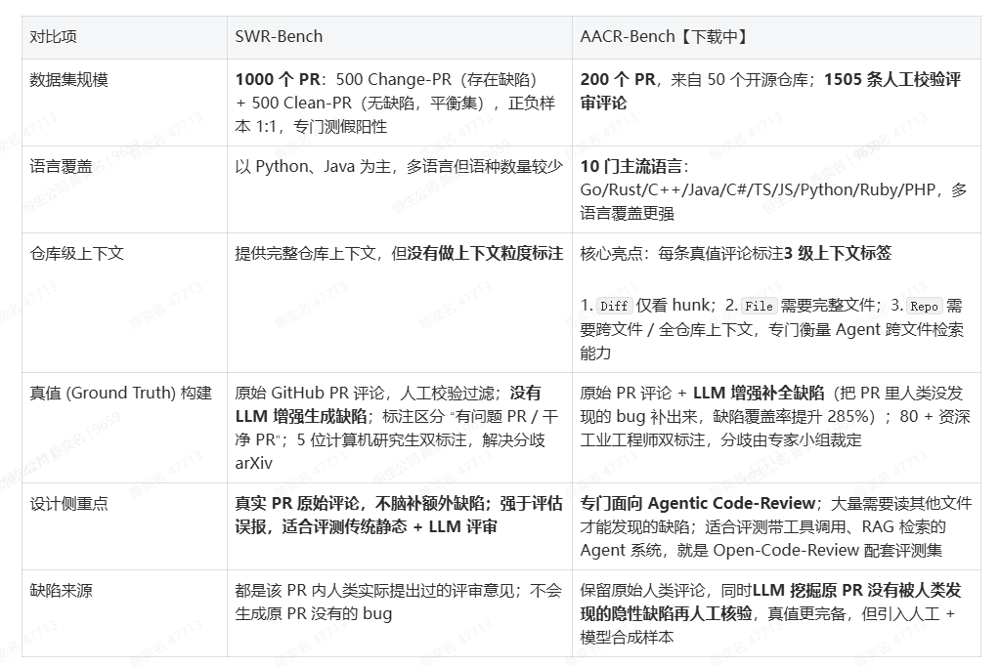 对比项
SWR-Bench
AACR-Bench【下载中】
数据集规模
1000 个 PR：500 Change-PR（存在缺陷）
+ 500 Clean-PR（无缺陷，平衡集），正负样
本 1:1，专门测假阳性
200 个 PR，来自 50 个开源仓库；1505 条人工校验评
审评论
语言覆盖
以 Python、Java 为主，多语言但语种数量较少
10 门主流语言：
Go/Rust/C++/Java/C#/TS/JS/Python/Ruby/PHP，多
语言覆盖更强
仓库级上下文
提供完整仓库上下文，但没有做上下文粒度标注
核心亮点：每条真值评论标注3 级上下文标签
1. Diff 仅看 hunk；2. File 需要完整文件；3. Repo 需
要跨文件 / 全仓库上下文，专门衡量 Agent 跨文件检索
能力
真值 (Ground Truth) 构建
原始 GitHub PR 评论，人工校验过滤；没有
LLM 增强生成缺陷；标注区分 “有问题 PR / 干
净 PR”；5 位计算机研究生双标注，解决分歧
arXiv
原始 PR 评论 + LLM 增强补全缺陷（把 PR 里人类没发
现的 bug 补出来，缺陷覆盖率提升 285%）；80 + 资深
工业工程师双标注，分歧由专家小组裁定
设计侧重点
真实 PR 原始评论，不脑补额外缺陷；强于评估
误报，适合评测传统静态 + LLM 评审
专门面向 Agentic Code-Review；大量需要读其他文件
才能发现的缺陷；适合评测带工具调用、RAG 检索的
Agent 系统，就是 Open-Code-Review 配套评测集
缺陷来源
都是该 PR 内人类实际提出过的评审意见；不会
生成原 PR 没有的 bug
保留原始人类评论，同时LLM 挖掘原 PR 没有被人类发
现的隐性缺陷再人工核验，真值更完备，但引入人工 +
模型合成样本